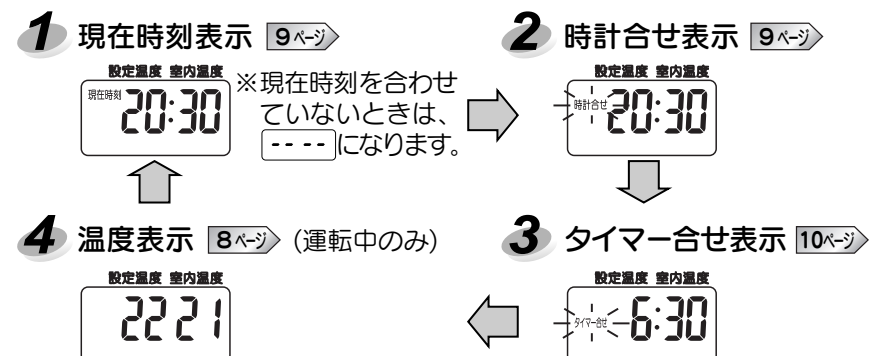 1 現在時刻表示 9ページ
設定温度 室内温度
現在時刻 20:30
※現在時刻を合わせ
ていないときは、
- - - - になります。
2 時計合せ表示 9ページ
設定温度 室内温度
時計合せ 20:30
3 タイマー合せ表示 10ページ
設定温度 室内温度
タイマー合せ 6:30
4 温度表示 8ページ (運転中のみ)
設定温度 室内温度
22 21